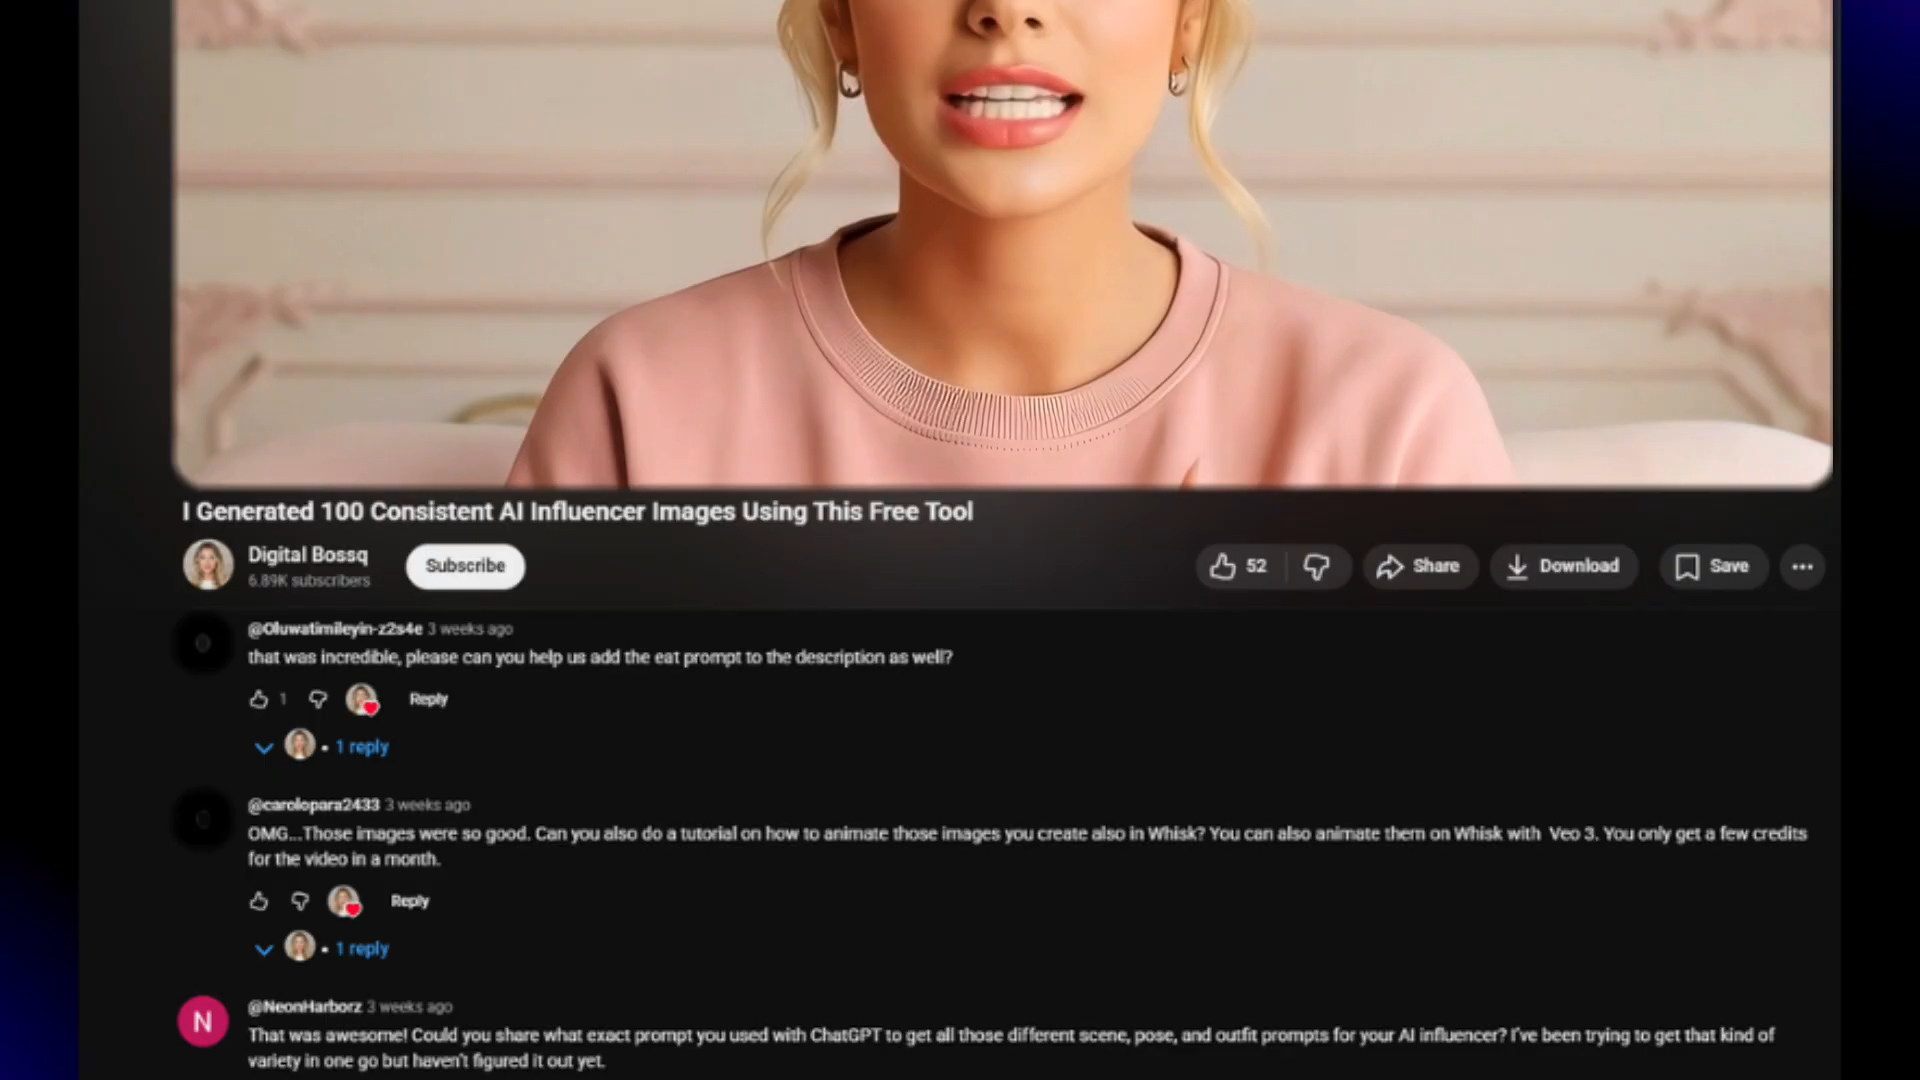 I Generated 100 Consistent AI Influencer Images Using This Free Tool
Digital Bossq
6.89K subscribers
Subscribe
52
Share
Download
Save
@Oluwatimileyin-z2s4e 3 weeks ago
that was incredible, please can you help us add the eat prompt to the description as well?
1
Reply
1 reply
@carolopara2433 3 weeks ago
OMG...Those images were so good. Can you also do a tutorial on how to animate those images you create also in Whisk? You can also animate them on Whisk with Veo 3. You only get a few credits
for the video in a month.
Reply
1 reply
N
@NeonHarborz 3 weeks ago
That was awesome! Could you share what exact prompt you used with ChatGPT to get all those different scene, pose, and outfit prompts for your AI influencer? I've been trying to get that kind of
variety in one go but haven't figured it out yet.